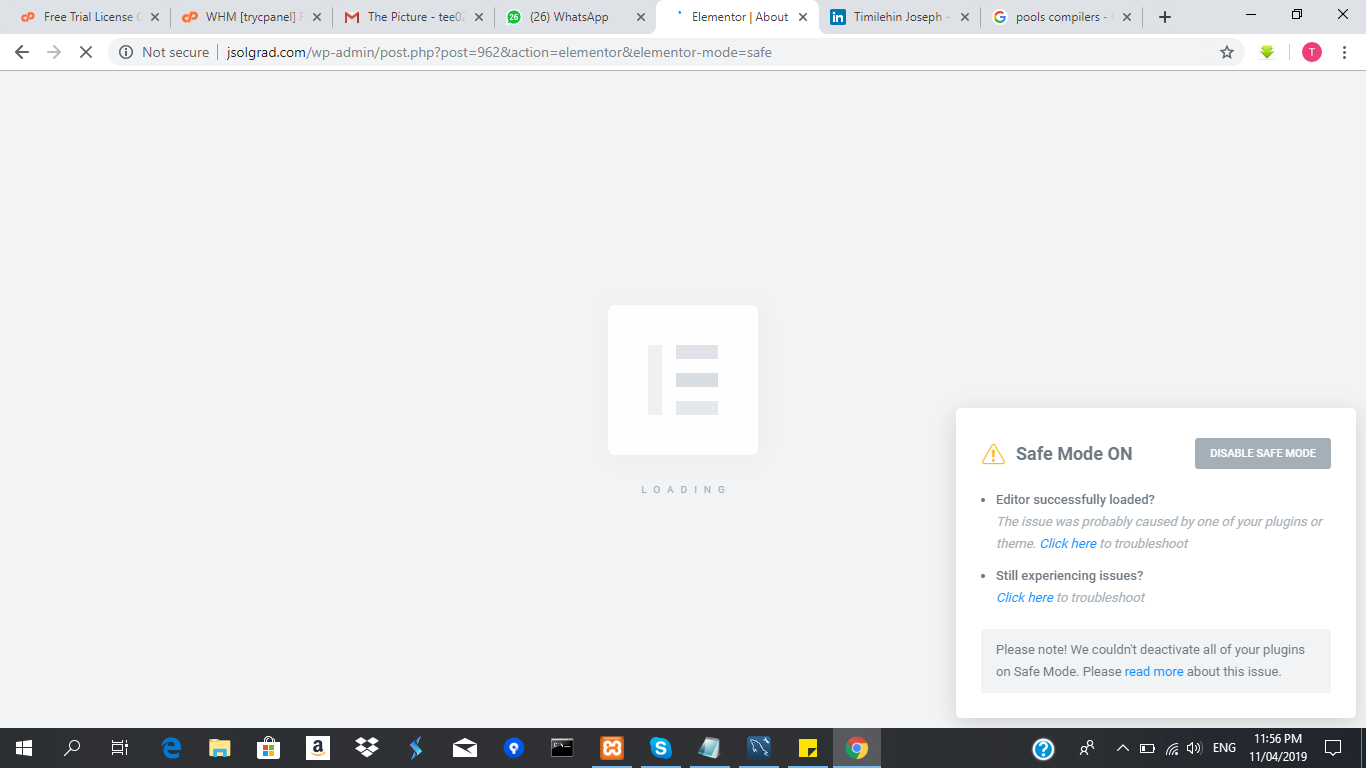 Free Trial License
WHM [trycpanel]
The Picture - tee02
(26) WhatsApp
Elementor | About
Timilehin Joseph -
pools compilers -
Not secure
jsolgrad.com/wp-admin/post.php?post=962&action=elementor&elementor-mode=safe
T
LOADING
Safe Mode ON
DISABLE SAFE MODE
• Editor successfully loaded?
The issue was probably caused by one of your plugins or
theme. Click here to troubleshoot
• Still experiencing issues?
Click here to troubleshoot
Please note! We couldn't deactivate all of your plugins
on Safe Mode. Please read more about this issue.
ENG
11:56 PM
11/04/2019